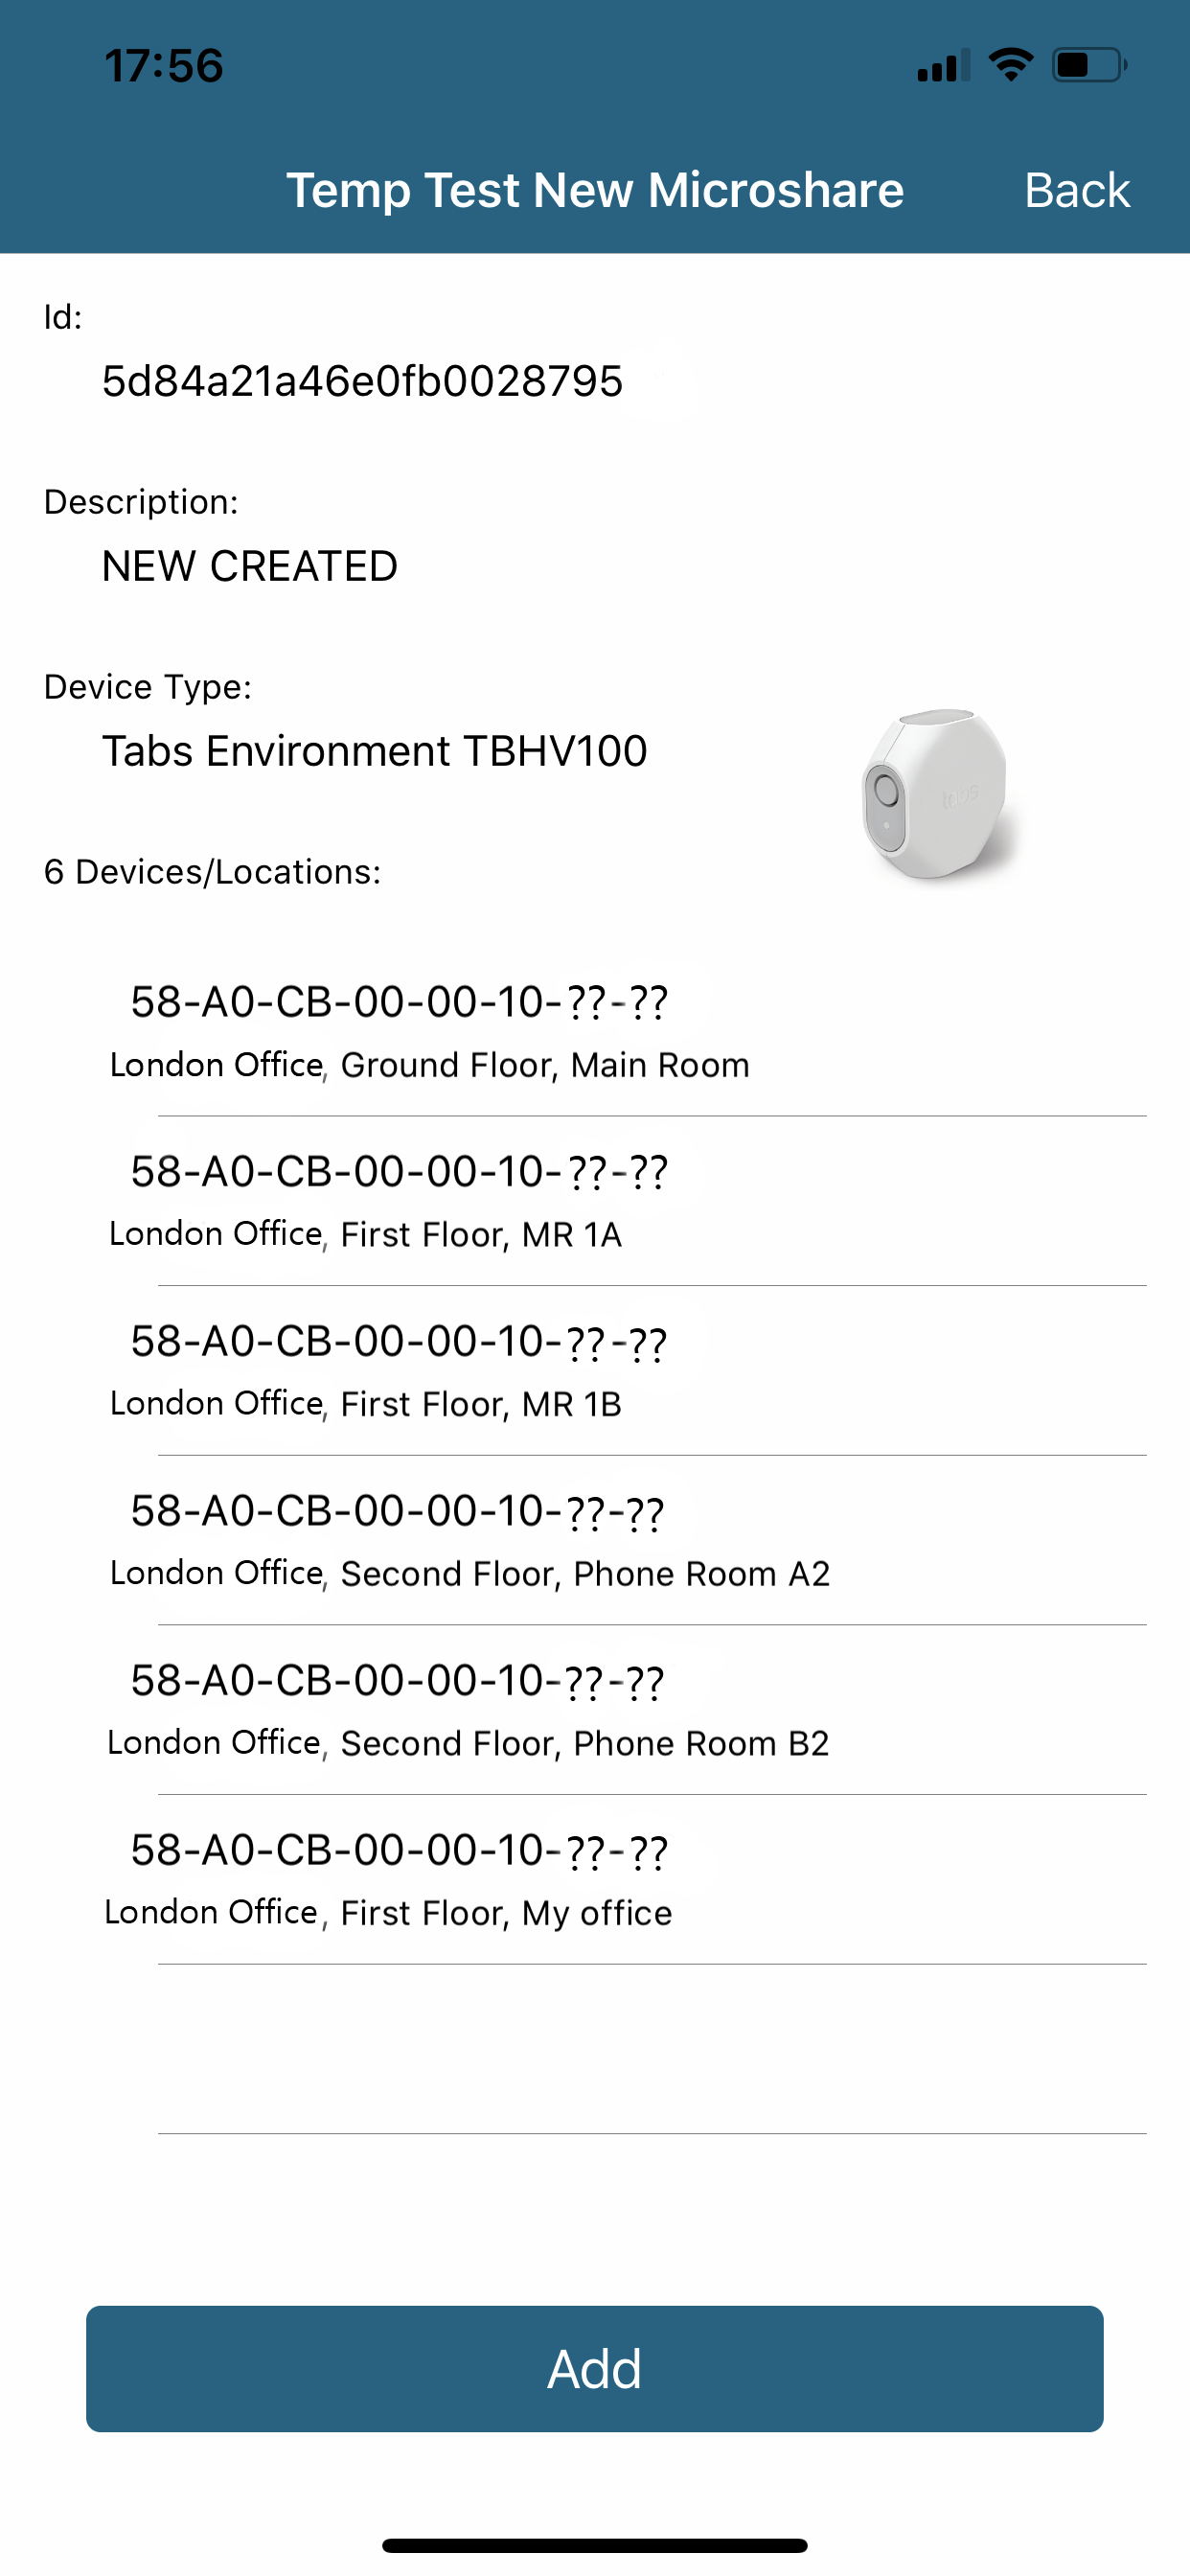 17:56
Temp Test New Microshare Back
Id:
5d84a21a46e0fb0028795
Description:
NEW CREATED
Device Type:
Tabs Environment TBHV100
tabs
6 Devices/Locations:
58-A0-CB-00-00-10-??-??
London Office, Ground Floor, Main Room
58-A0-CB-00-00-10-??-??
London Office, First Floor, MR 1A
58-A0-CB-00-00-10-??-??
London Office, First Floor, MR 1B
58-A0-CB-00-00-10-??-??
London Office, Second Floor, Phone Room A2
58-A0-CB-00-00-10-??-??
London Office, Second Floor, Phone Room B2
58-A0-CB-00-00-10-??-??
London Office, First Floor, My office
Add